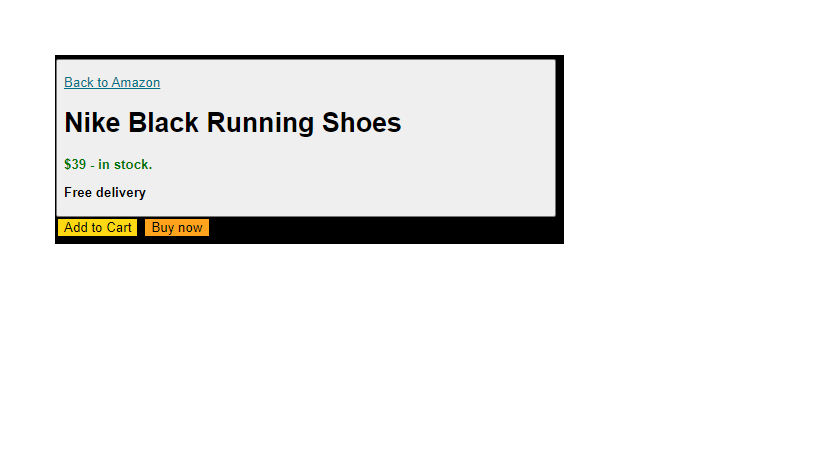 Back to Amazon
Nike Black Running Shoes
$39 - in stock.
Free delivery
Add to Cart Buy now